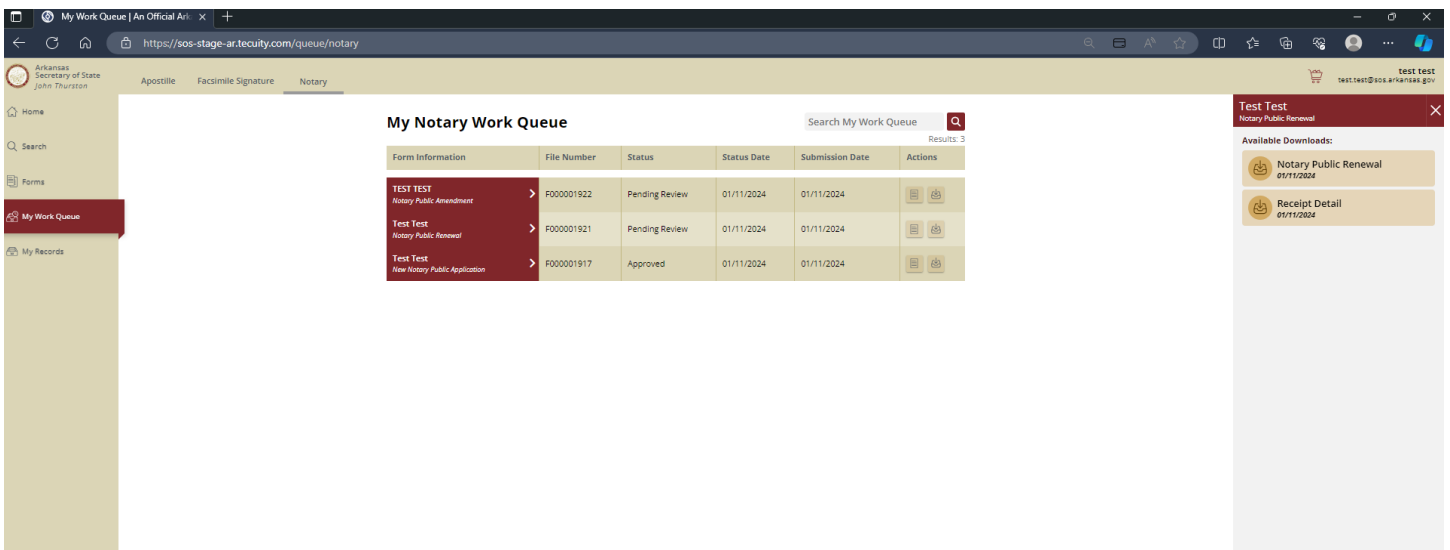 My Work Queue | An Official Ark
https://sos-stage-ar.tecuity.com/queue/notary
Arkansas
Secretary of State
John Thurston
Apostille Facsimile Signature Notary
test test
test.test@sos.arkansas.gov
Home
Search
Forms
My Work Queue
My Records
My Notary Work Queue
Search My Work Queue
Results: 3
Form Information File Number Status Status Date Submission Date Actions
TEST TEST
Notary Public Amendment
F000001922 Pending Review 01/11/2024 01/11/2024
Test Test
Notary Public Renewal
F000001921 Pending Review 01/11/2024 01/11/2024
Test Test
New Notary Public Application
F000001917 Approved 01/11/2024 01/11/2024
Test Test
Notary Public Renewal
Available Downloads:
Notary Public Renewal
01/11/2024
Receipt Detail
01/11/2024